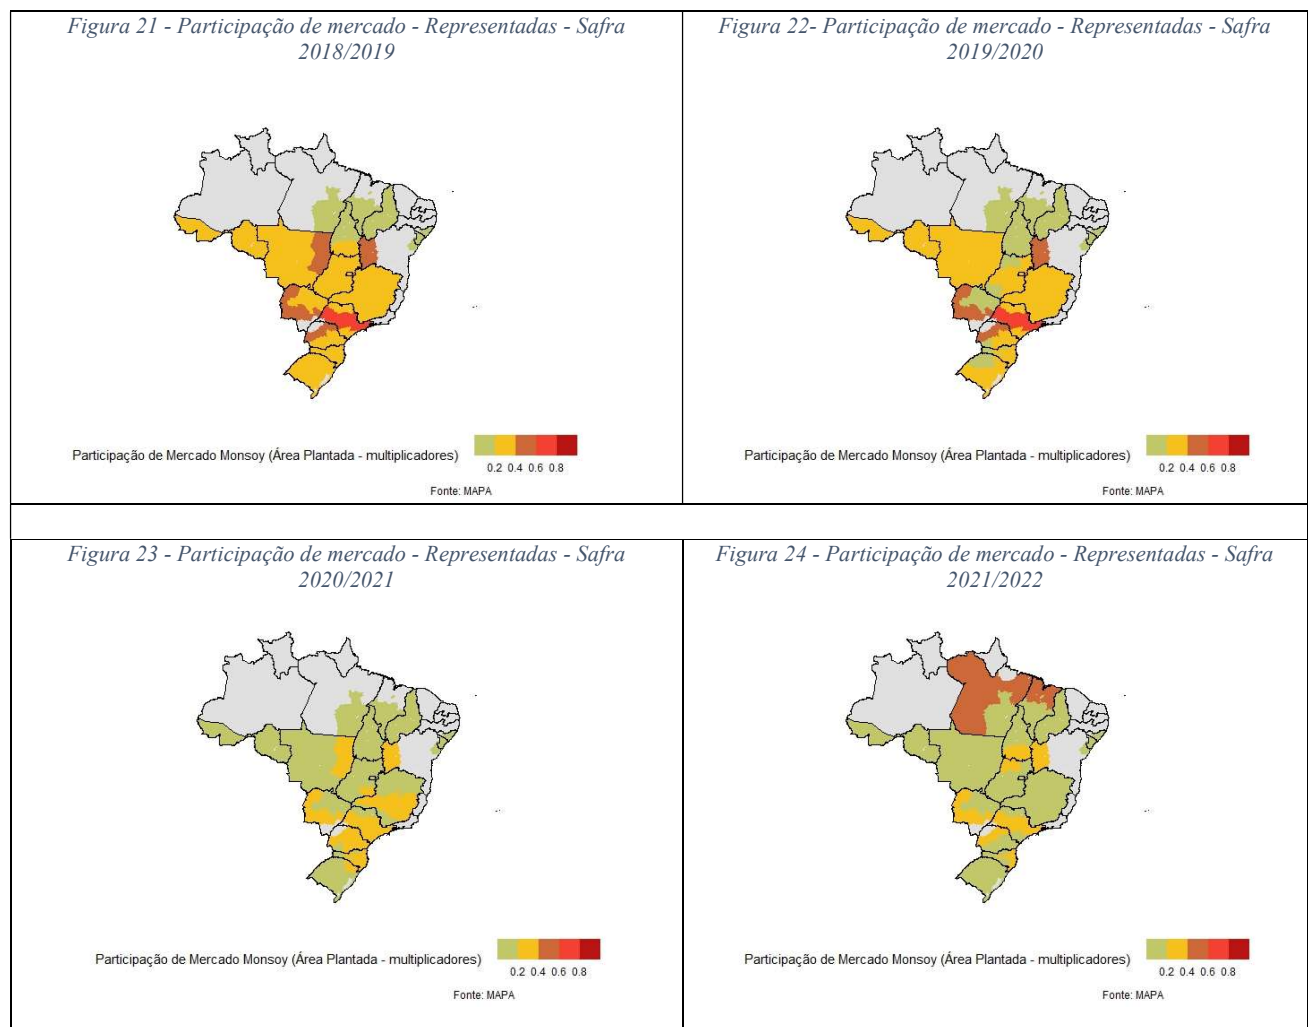 Figura 21 - Participação de mercado - Representadas - Safra
2018/2019
Participação de Mercado Monsoy (Área Plantada - multiplicadores)
0.2 0.4 0.6 0.8
Fonte: MAPA
Figura 22- Participação de mercado - Representadas - Safra
2019/2020
Participação de Mercado Monsoy (Área Plantada - multiplicadores)
0.2 0.4 0.6 0.8
Fonte: MAPA
Figura 23 - Participação de mercado - Representadas - Safra
2020/2021
Participação de Mercado Monsoy (Área Plantada - multiplicadores)
0.2 0.4 0.6 0.8
Fonte: MAPA
Figura 24 - Participação de mercado - Representadas - Safra
2021/2022
Participação de Mercado Monsoy (Área Plantada - multiplicadores)
0.2 0.4 0.6 0.8
Fonte: MAPA